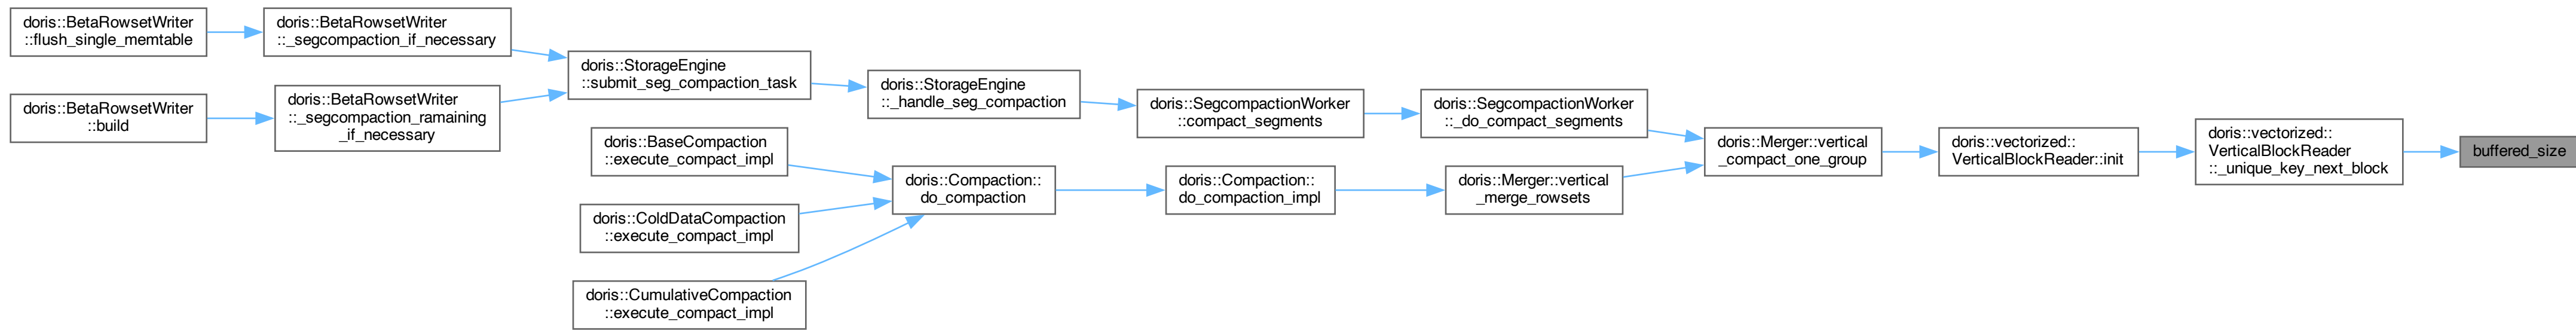 doris::BetaRowsetWriter
::flush_single_memtable
doris::BetaRowsetWriter
::_segcompaction_if_necessary
doris::BetaRowsetWriter
::build
doris::BetaRowsetWriter
::_segcompaction_ramaining
_if_necessary
doris::StorageEngine
::submit_seg_compaction_task
doris::StorageEngine
::_handle_seg_compaction
doris::SegcompactionWorker
::compact_segments
doris::SegcompactionWorker
::_do_compact_segments
doris::BaseCompaction
::execute_compact_impl
doris::ColdDataCompaction
::execute_compact_impl
doris::CumulativeCompaction
::execute_compact_impl
doris::Compaction::
do_compaction
doris::Compaction::
do_compaction_impl
doris::Merger::vertical
_merge_rowsets
doris::Merger::vertical
_compact_one_group
doris::vectorized::
VerticalBlockReader::init
doris::vectorized::
VerticalBlockReader
::_unique_key_next_block
buffered_size